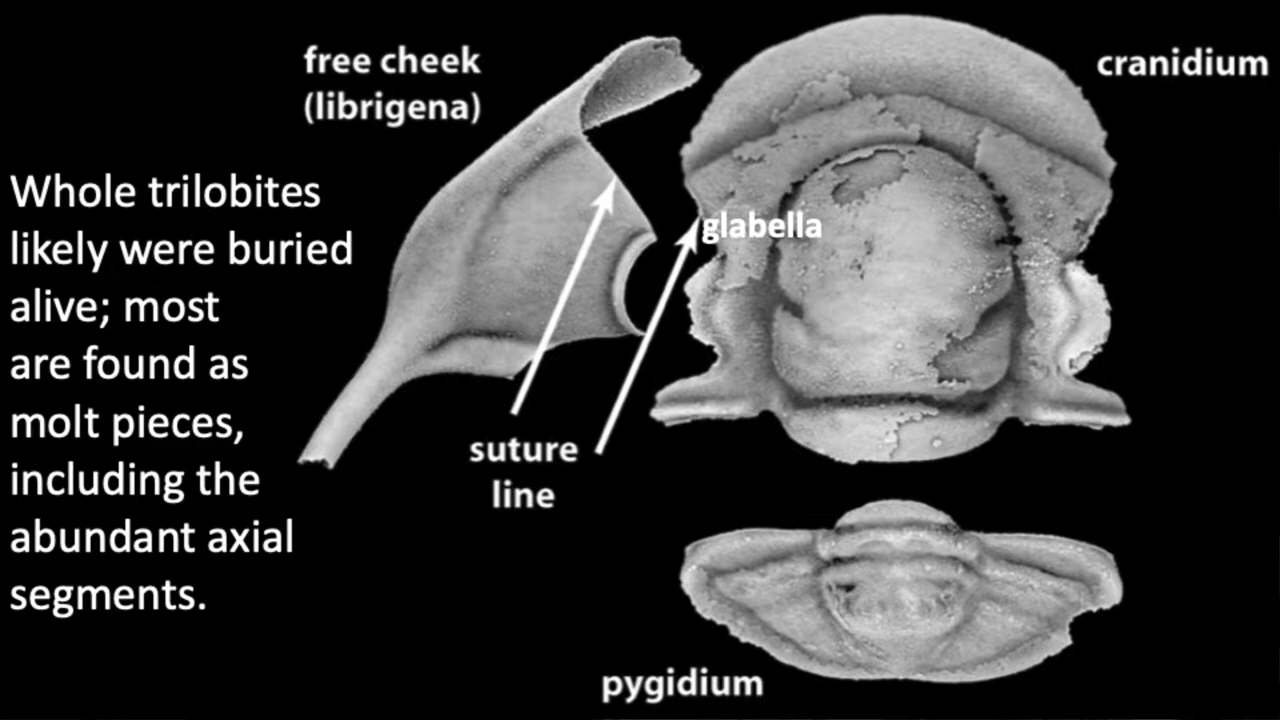 free cheek
(librigena)
cranidium
Whole trilobites
likely were buried
alive; most
are found as
molt pieces,
including the
abundant axial
segments.
glabella
suture
line
pygidium